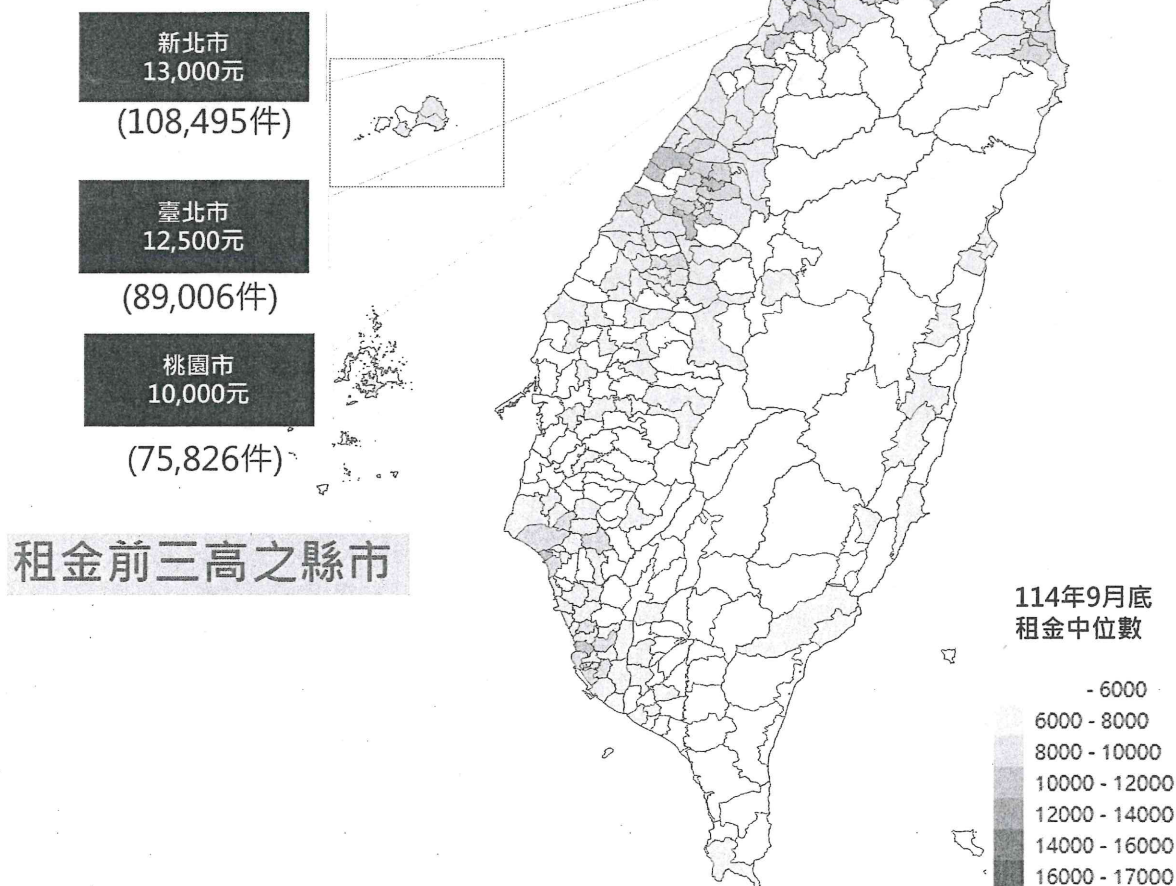 新北市
13,000元
(108,495件)
臺北市
12,500元
(89,006件)
桃園市
10,000元
(75,826件)
租金前三高之縣市
114年9月底
租金中位數
- 6000
6000 - 8000
8000 - 10000
10000 - 12000
12000 - 14000
14000 - 16000
16000 - 17000